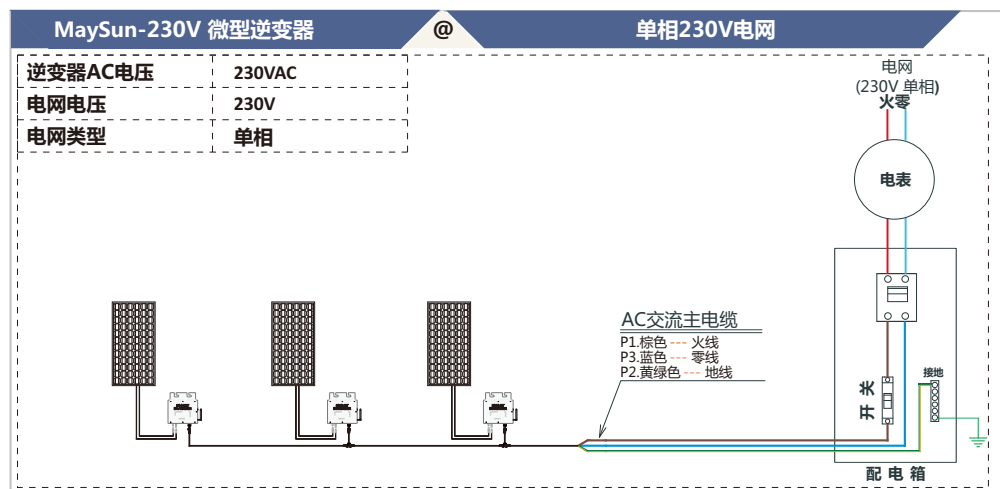 MaySun-230V 微型逆变器
@
单相230V电网
逆变器AC电压 230VAC
电网电压 230V
电网类型 单相
电网
(230V 单相)
火零
电表
AC交流主电缆
P1.棕色 --- 火线
P3.蓝色 --- 零线
P2.黄绿色 --- 地线
接地
开关
配电箱